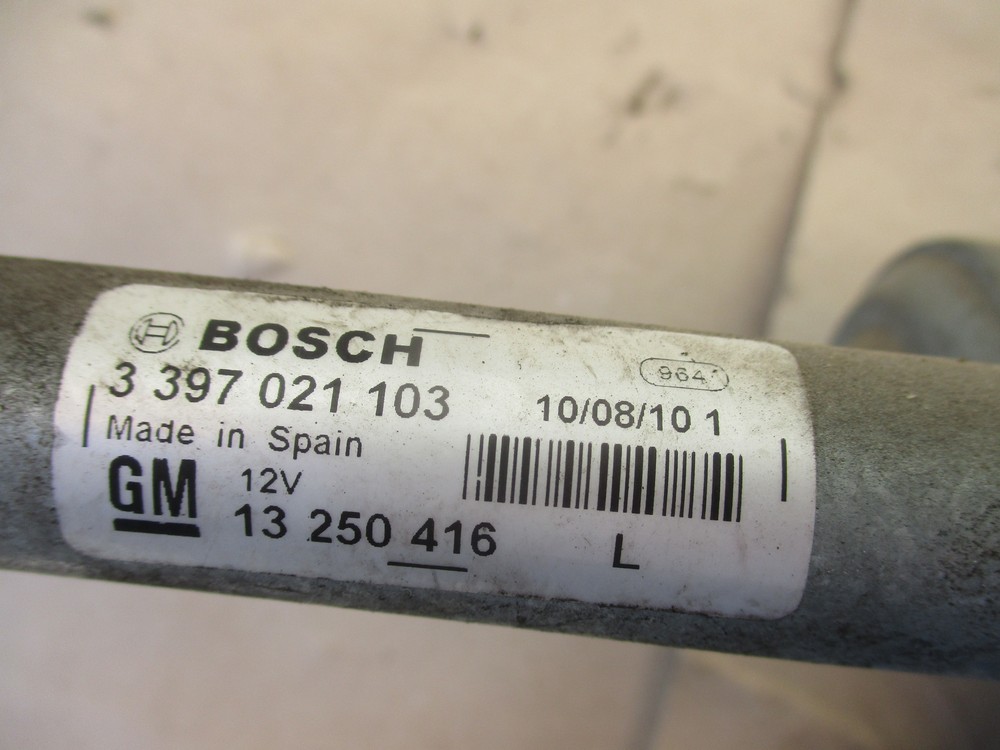 BOSCH
964
3 397 021 103
10/08/10 1
Made in Spain
GM
12V
13 250 416
L